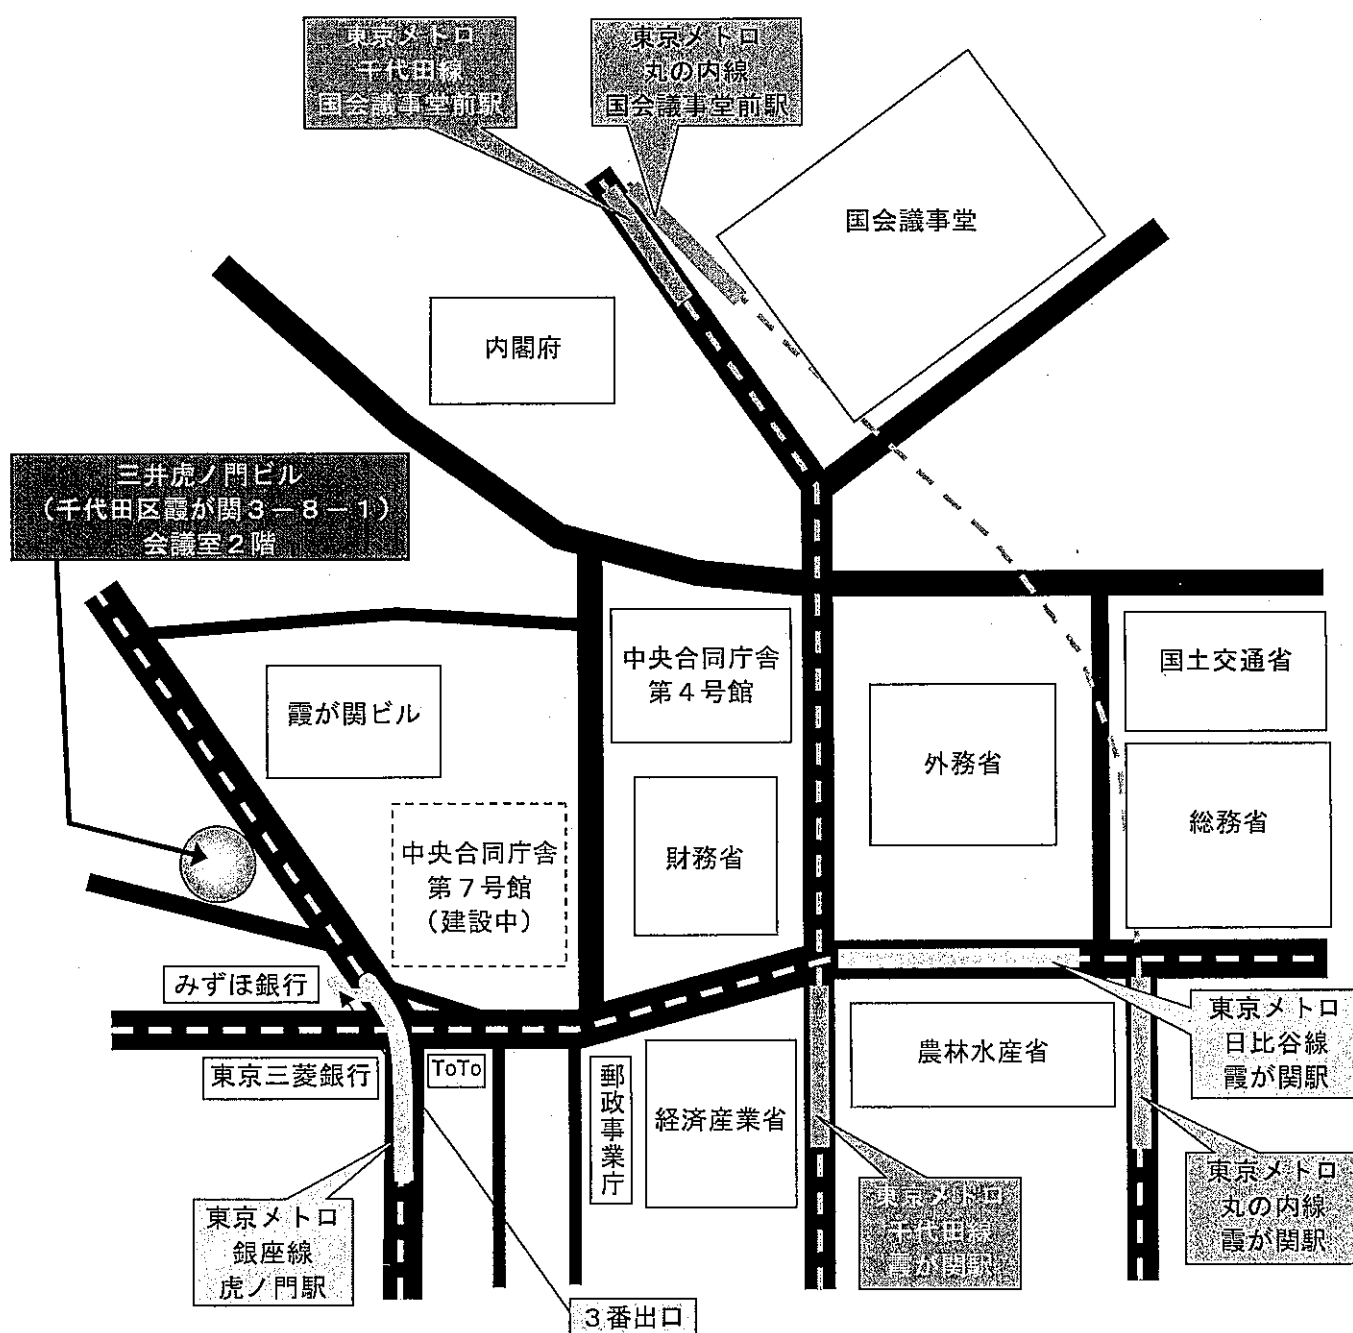 東京メトロ
千代田線
国会議事堂前駅
東京メトロ
丸の内線
国会議事堂前駅
国会議事堂
内閣府
三井虎ノ門ビル
（千代田区霞が関３－８－１）
会議室２階
中央合同庁舎
第４号館
国土交通省
霞が関ビル
外務省
総務省
財務省
中央合同庁舎
第７号館
（建設中）
みずほ銀行
東京三菱銀行
ToTo
郵政事業庁
経済産業省
農林水産省
東京メトロ
日比谷線
霞が関駅
東京メトロ
丸の内線
霞が関駅
東京メトロ
霞が関駅
東京メトロ
銀座線
虎ノ門駅
３番出口